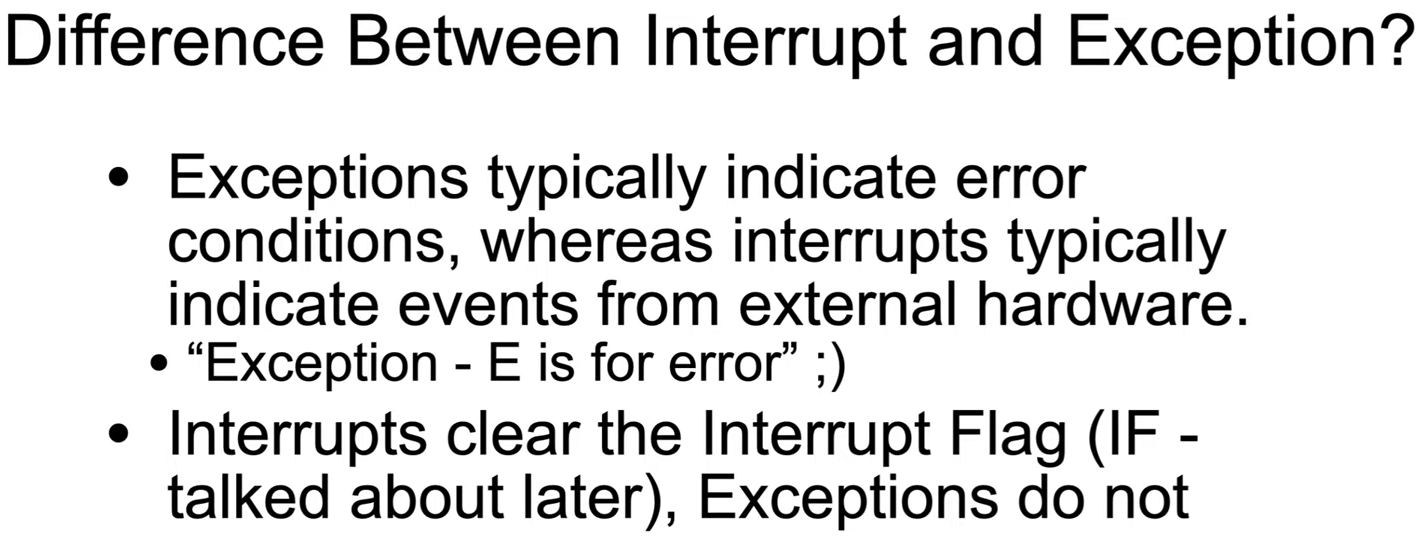 Difference Between Interrupt and Exception?
• Exceptions typically indicate error
conditions, whereas interrupts typically
indicate events from external hardware.
• “Exception - E is for error” ;)
• Interrupts clear the Interrupt Flag (IF -
talked about later), Exceptions do not